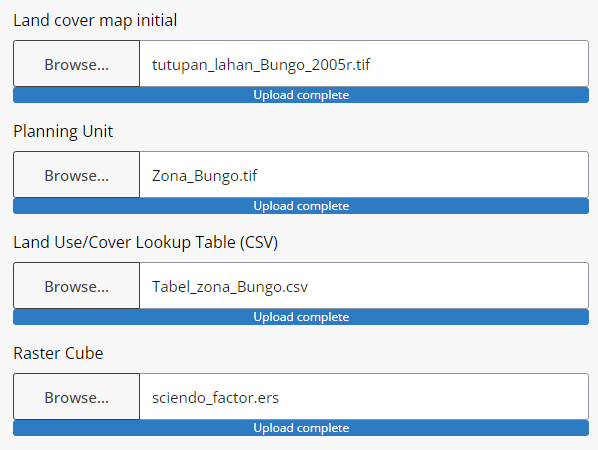 Land cover map initial
Browse... tutupan_lahan_Bungo_2005r.tif
Upload complete
Planning Unit
Browse... Zona_Bungo.tif
Upload complete
Land Use/Cover Lookup Table (CSV)
Browse... Tabel_zona_Bungo.csv
Upload complete
Raster Cube
Browse... sciendo_factor.ers
Upload complete